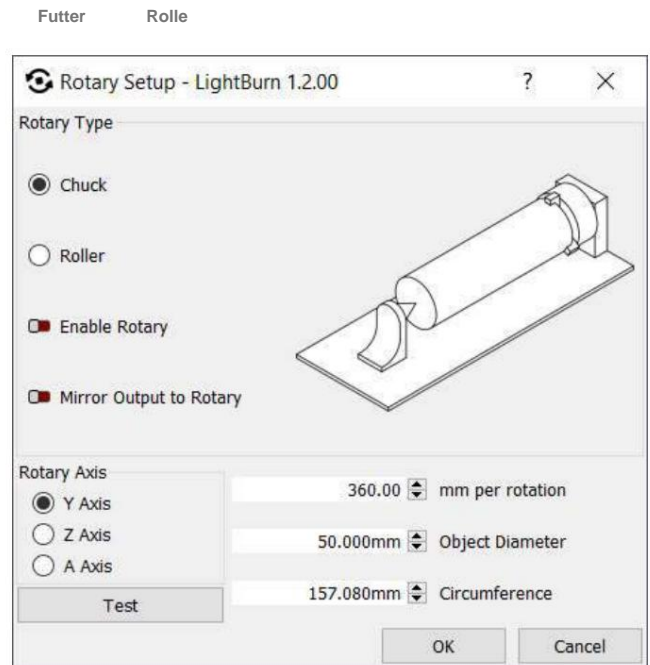 Futter Rolle
Rotary Setup - LightBurn 1.2.00 ?
Rotary Type
Chuck
Roller
Enable Rotary
Mirror Output to Rotary
Rotary Axis
Y Axis
Z Axis
A Axis
Test
360.00 mm per rotation
50.000mm Object Diameter
157.080mm Circumference
OK Cancel